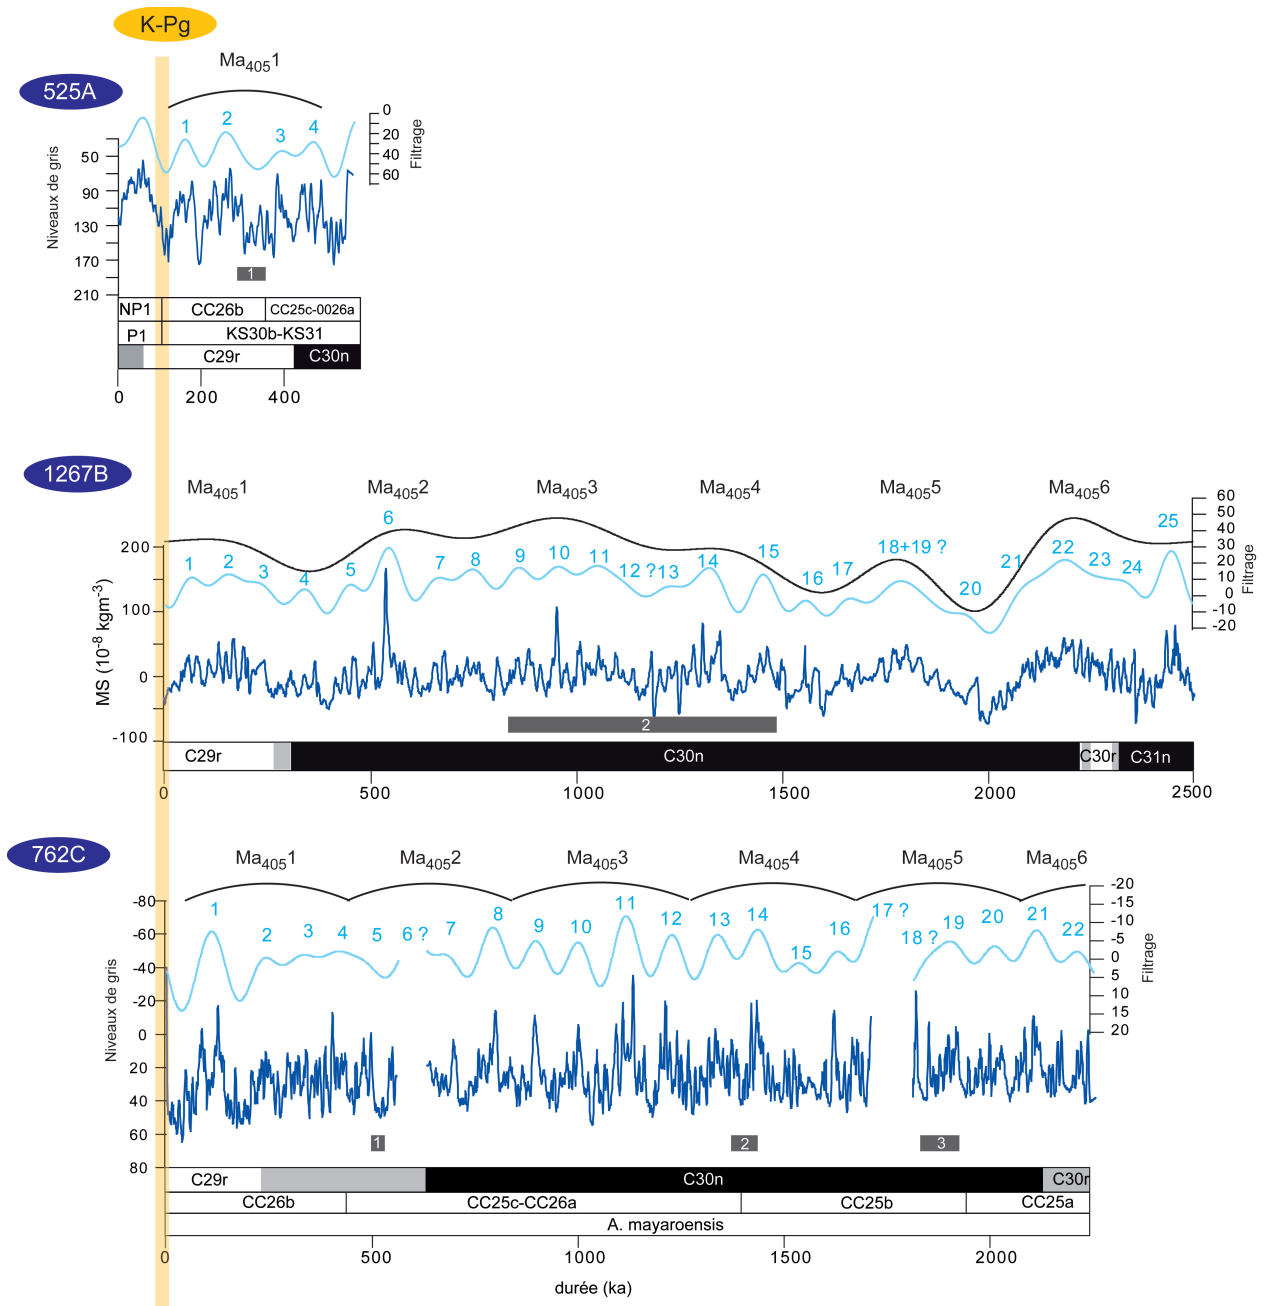 K-Pg
525A
Ma4051
1 2 3 4
0
20
40
60
Filtrage
Niveaux de gris
50
90
130
170
210
1
NP1 CC26b CC25c-0026a
P1 KS30b-KS31
C29r C30n
0 200 400
1267B
Ma4051 Ma4052 Ma4053 Ma4054 Ma4055 Ma4056
1 2 3 4 5 6 7 8 9 10 11 12 ? 13 14 15 16 17 18+19 ? 20 21 22 23 24 25
60
50
40
30
20
10
0
-10
-20
Filtrage
MS (10-8 kgm-3)
200
100
0
-100
2
C29r C30n C30r C31n
0 500 1000 1500 2000 2500
762C
Ma4051 Ma4052 Ma4053 Ma4054 Ma4055 Ma4056
1 2 3 4 5 6 ? 7 8 9 10 11 12 13 14 15 16 17 ? 18 ? 19 20 21 22
-20
-15
-10
-5
0
5
10
15
20
Filtrage
Niveaux de gris
-80
-60
-40
-20
0
20
40
60
80
1 2 3
C29r C30n C30r
CC26b CC25c-CC26a CC25b CC25a
A. mayaroensis
0 500 1000 1500 2000
durée (ka)